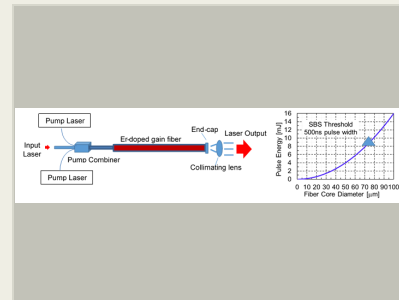 Pump Laser
Input
Laser
Pump Combiner
Pump Laser
Er-doped gain fiber
End-cap
Laser Output
Collimating lens
Pulse Energy [mJ]
16
14
12
10
8
6
4
2
0
SBS Threshold
500ns pulse width
0 10 20 30 40 50 60 70 80 90100
Fiber Core Diameter [μm]